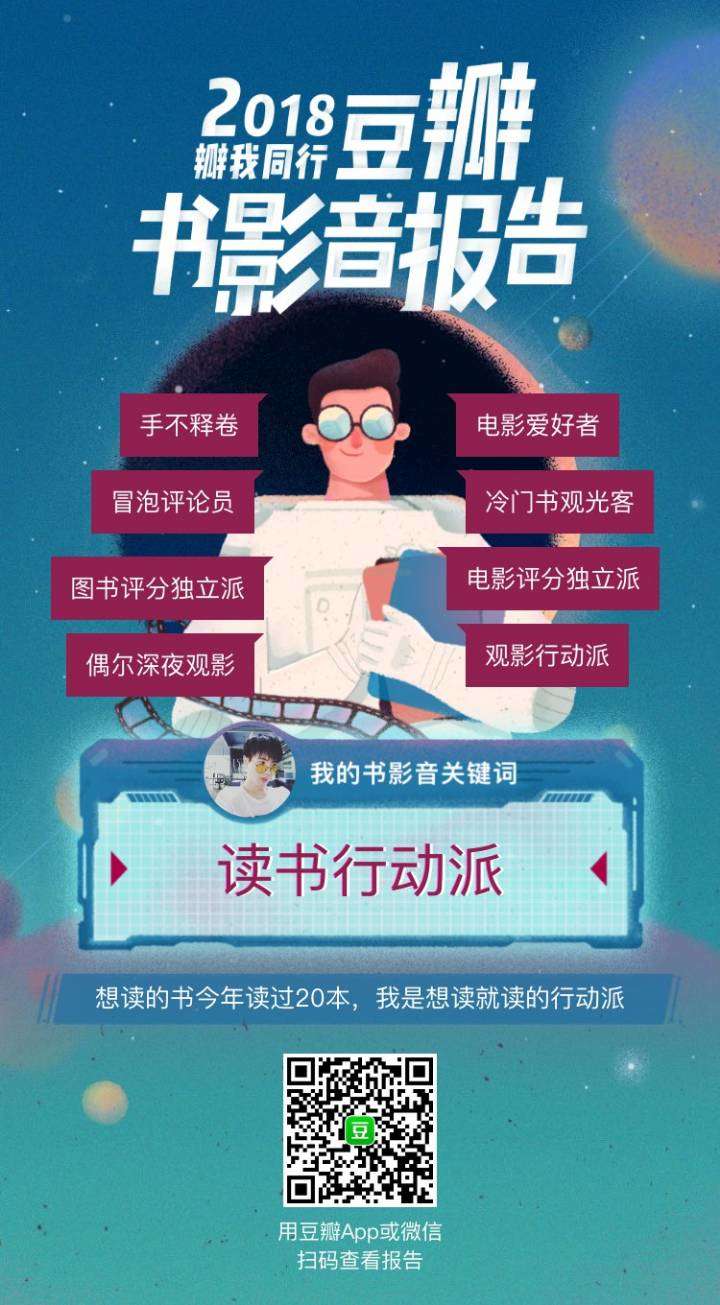 2018
瓣我同行
豆瓣
书影音报告
手不释卷
电影爱好者
冒泡评论员
冷门书观光客
图书评分独立派
电影评分独立派
偶尔深夜观影
观影行动派
我的书影音关键词
读书行动派
想读的书今年读过20本，我是想读就读的行动派
豆
用豆瓣App或微信
扫码查看报告